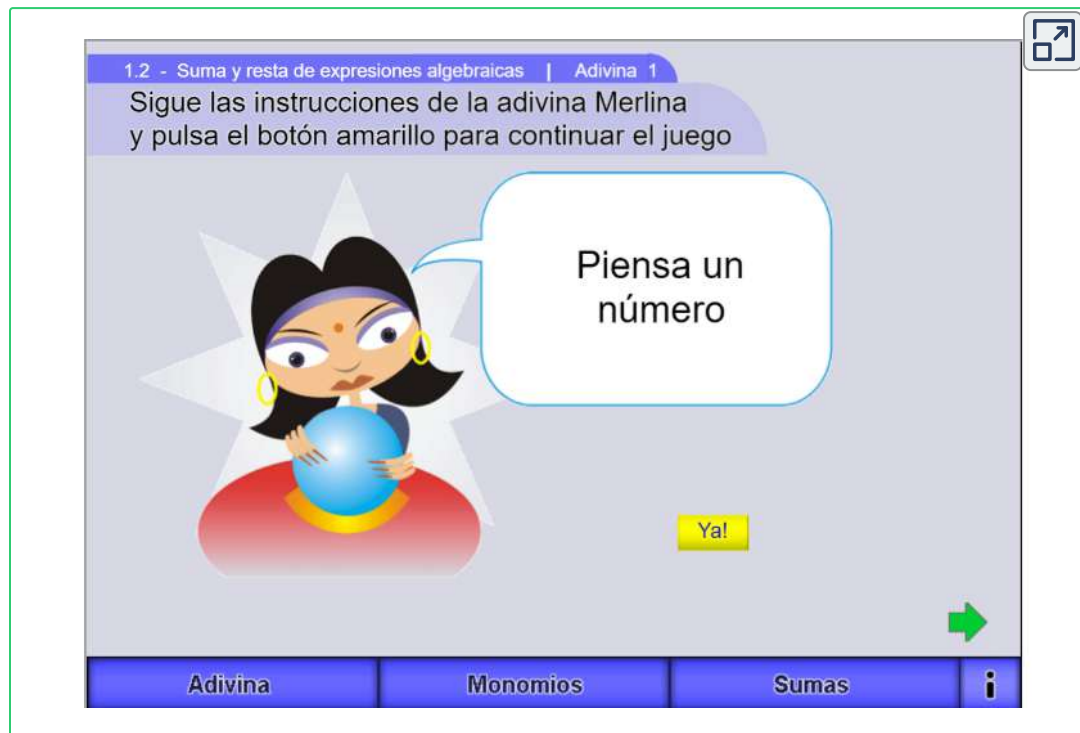 1.2 - Suma y resta de expresiones algebraicas | Adivina 1
Sigue las instrucciones de la adivina Merlina
y pulsa el botón amarillo para continuar el juego
Piensa un
número
Ya!
Adivina Monomios Sumas i